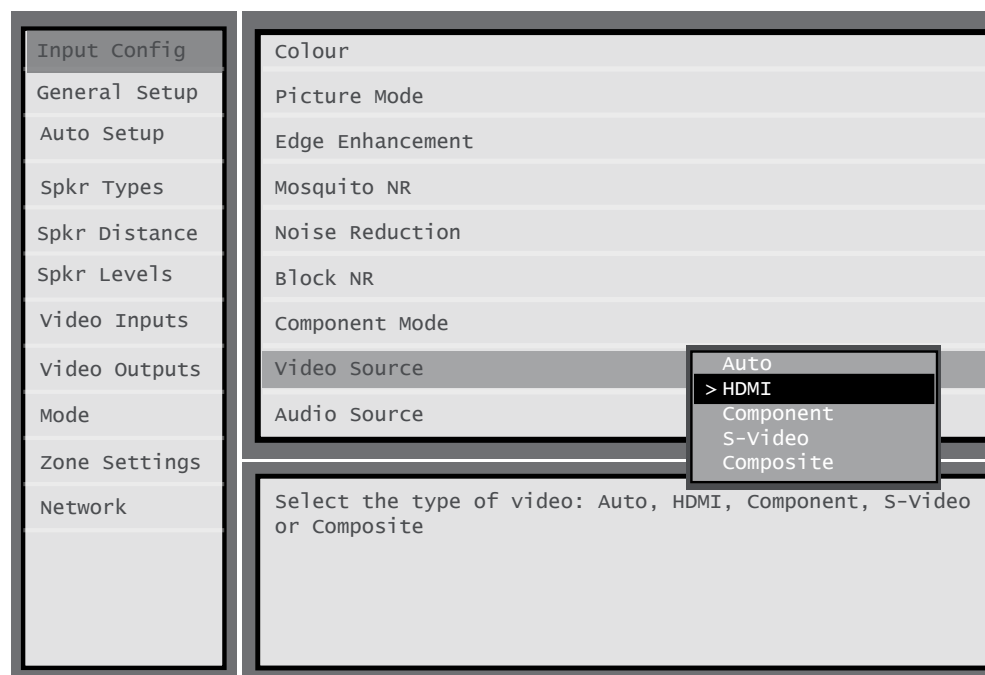 Input Config
General Setup
Auto Setup
Spkr Types
Spkr Distance
Spkr Levels
Video Inputs
Video Outputs
Mode
Zone Settings
Network
Colour
Picture Mode
Edge Enhancement
Mosquito NR
Noise Reduction
Block NR
Component Mode
Video Source
Audio Source
Auto
> HDMI
Component
S-Video
Composite
Select the type of video: Auto, HDMI, Component, S-Video
or Composite